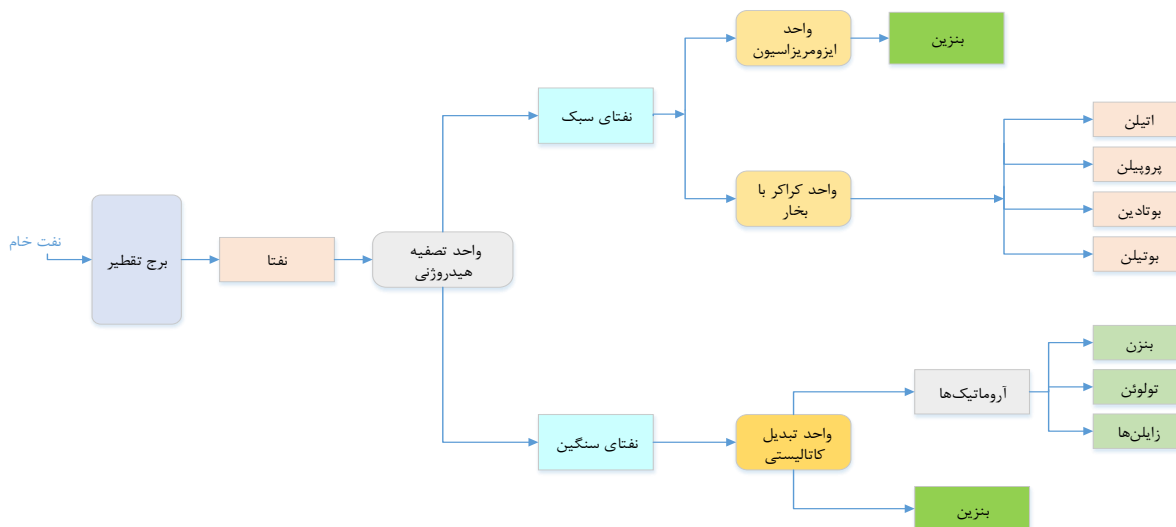 نفت خام
برج تقطیر
نفتا
واحد تصفیه
هیدروژنی
نفتای سبک
واحد
ایزومریزاسیون
بنزین
واحد کراکر با
بخار
اتیلن
پروپیلن
بوتادین
بوتیلن
نفتای سنگین
واحد تبدیل
کاتالیستی
آروماتیک‌ها
بنزن
تولوئن
زایلن‌ها
بنزین